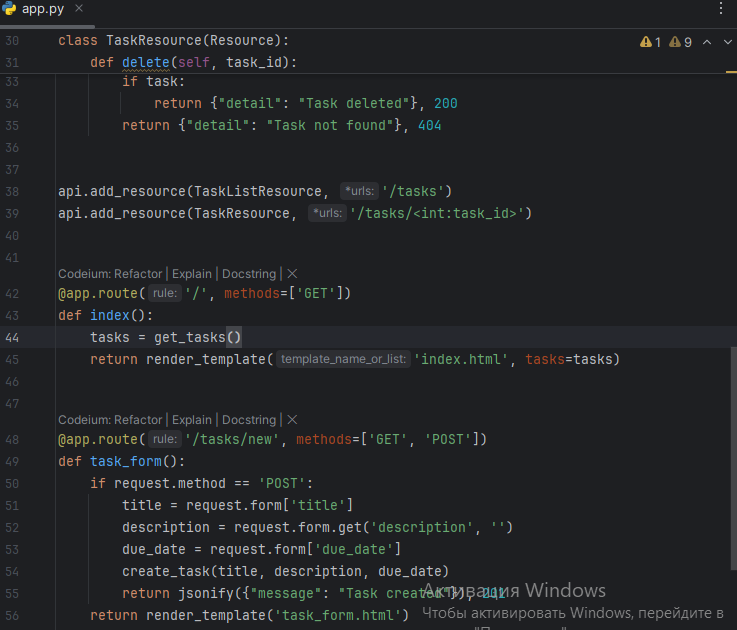 app.py
30 class TaskResource(Resource):
1 9
31 def delete(self, task_id):
33 if task:
34 return {"detail": "Task deleted"}, 200
35 return {"detail": "Task not found"}, 404
36
37
38 api.add_resource(TaskListResource, *urls: '/tasks')
39 api.add_resource(TaskResource, *urls: '/tasks/<int:task_id>')
40
41
Codeium: Refactor | Explain | Docstring | ✕
42 @app.route( rule: '/', methods=['GET'])
43 def index():
44 tasks = get_tasks()
45 return render_template( template_name_or_list: 'index.html', tasks=tasks)
46
47
Codeium: Refactor | Explain | Docstring | ✕
48 @app.route( rule: '/tasks/new', methods=['GET', 'POST'])
49 def task_form():
50 if request.method == 'POST':
51 title = request.form['title']
52 description = request.form.get('description', '')
53 due_date = request.form['due_date']
54 create_task(title, description, due_date)
55 return jsonify({"message": "Task created"}), 201
Активация Windows
56 return render_template('task_form.html')
Чтобы активировать Windows, перейдите в